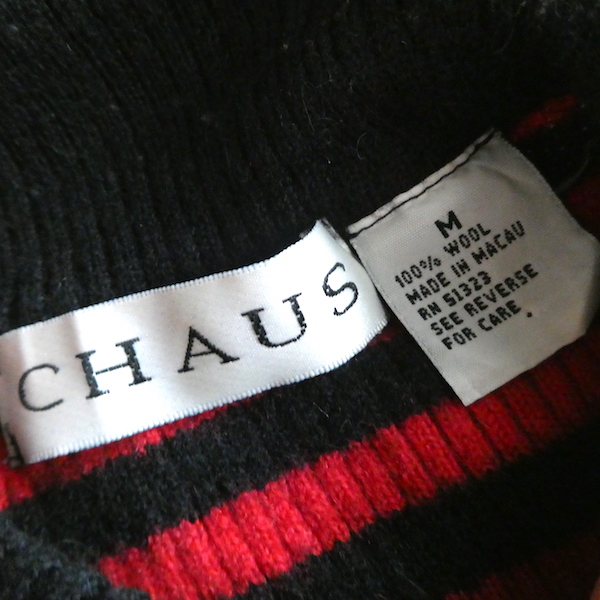 CHAUS
M
100% WOOL
MADE IN MACAU
RN 51323
SEE REVERSE
FOR CARE.